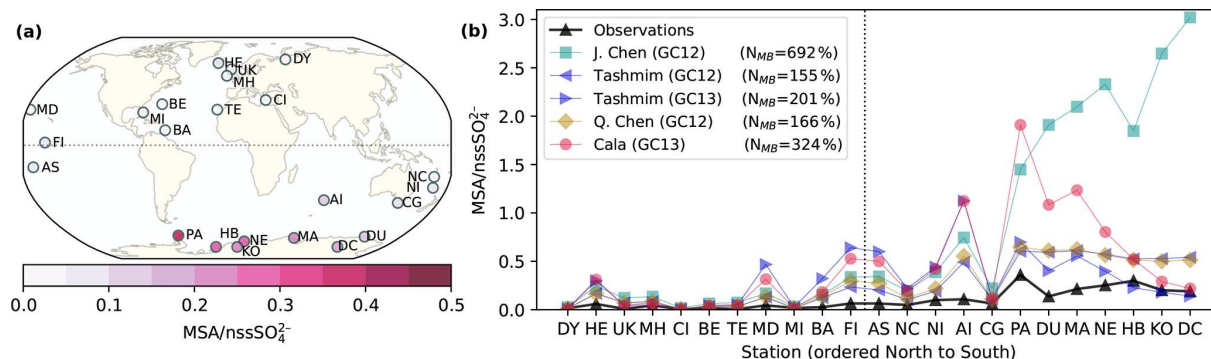 (a)
HE
UK
DY
MH
MD
BE
TE
CI
MI
BA
FI
AS
NC
NI
AI
CG
PA
HB
NE
MA
DU
KO
DC
0.0 0.1 0.2 0.3 0.4 0.5
MSA/nssSO₄²⁻
(b)
3.0
2.5
2.0
1.5
1.0
0.5
0.0
MSA/nssSO₄²⁻
Observations
J. Chen (GC12) (N_MB=692%)
Tashmim (GC12) (N_MB=155%)
Tashmim (GC13) (N_MB=201%)
Q. Chen (GC12) (N_MB=166%)
Cala (GC13) (N_MB=324%)
DY HE UK MH CI BE TE MD MI BA FI AS NC NI AI CG PA DU MA NE HB KO DC
Station (ordered North to South)